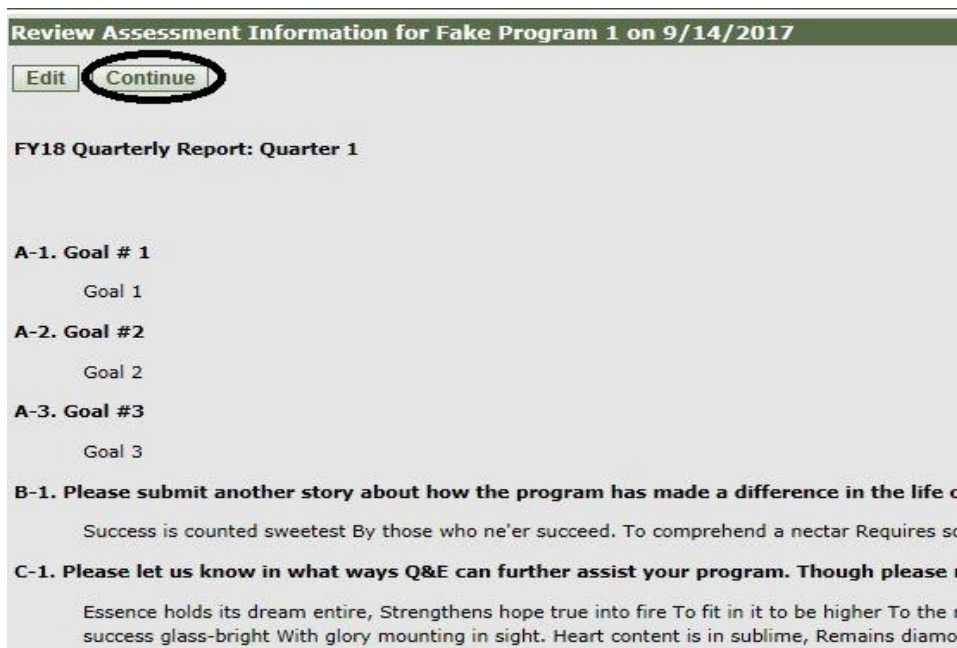 Review Assessment Information for Fake Program 1 on 9/14/2017
Edit Continue
FY18 Quarterly Report: Quarter 1
A-1. Goal # 1
Goal 1
A-2. Goal #2
Goal 2
A-3. Goal #3
Goal 3
B-1. Please submit another story about how the program has made a difference in the life
Success is counted sweetest By those who ne'er succeed. To comprehend a nectar Requires
C-1. Please let us know in what ways Q&E can further assist your program. Though please
Essence holds its dream entire, Strengthens hope true into fire To fit in it to be higher To the
success glass-bright With glory mounting in sight. Heart content is in sublime, Remains